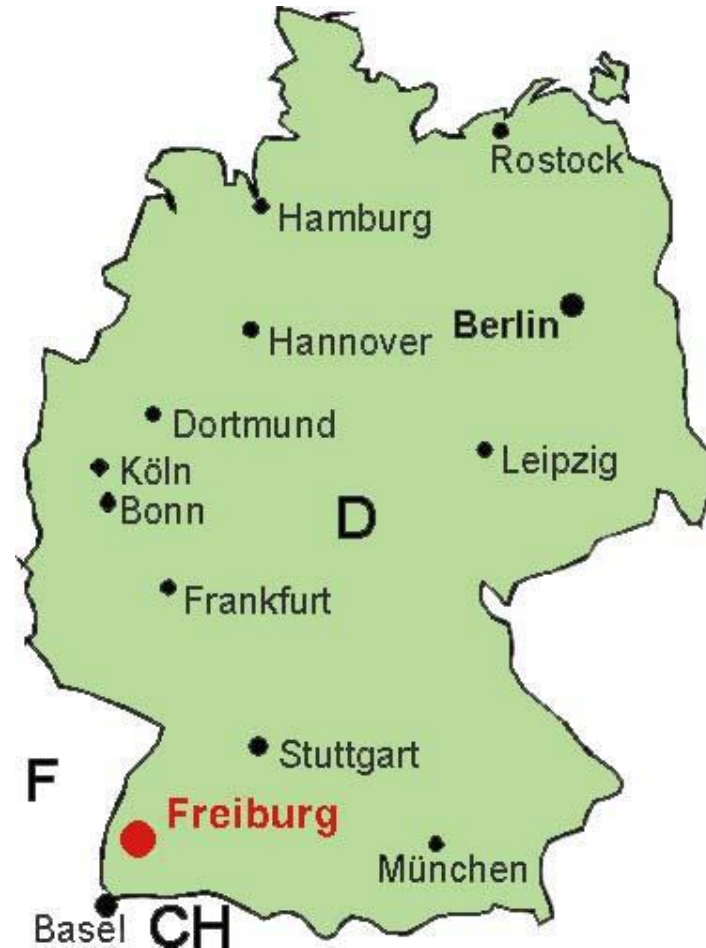 Rostock
Hamburg
Berlin
Hannover
Dortmund
Leipzig
Köln
Bonn
D
Frankfurt
Stuttgart
F
Freiburg
München
Basel
CH